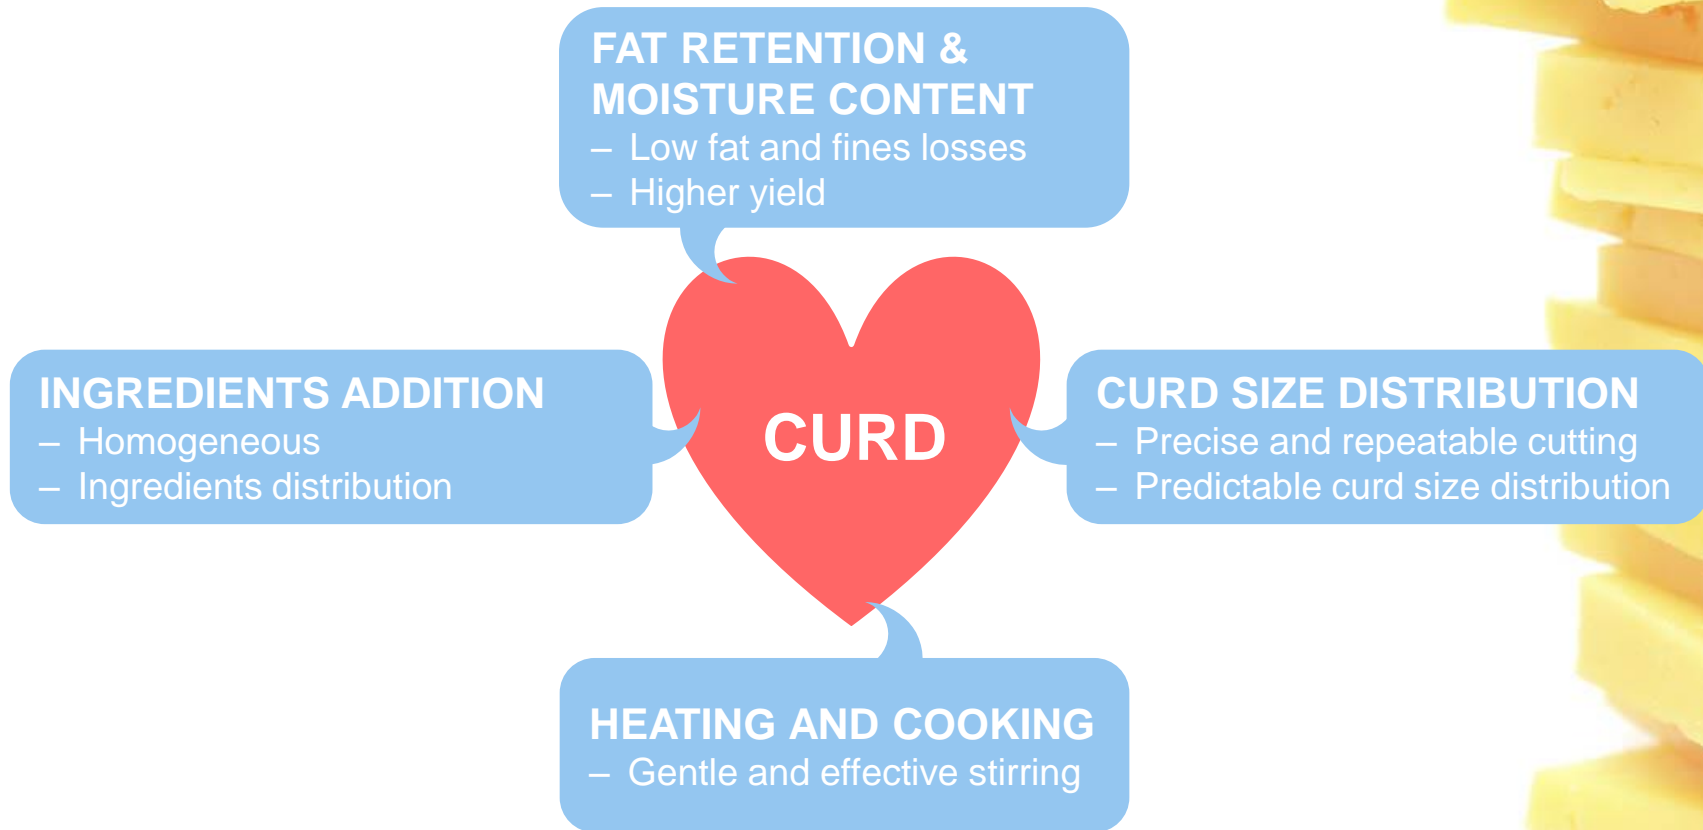 FAT RETENTION &
MOISTURE CONTENT
– Low fat and fines losses
– Higher yield
INGREDIENTS ADDITION
– Homogeneous
– Ingredients distribution
CURD
CURD SIZE DISTRIBUTION
– Precise and repeatable cutting
– Predictable curd size distribution
HEATING AND COOKING
– Gentle and effective stirring